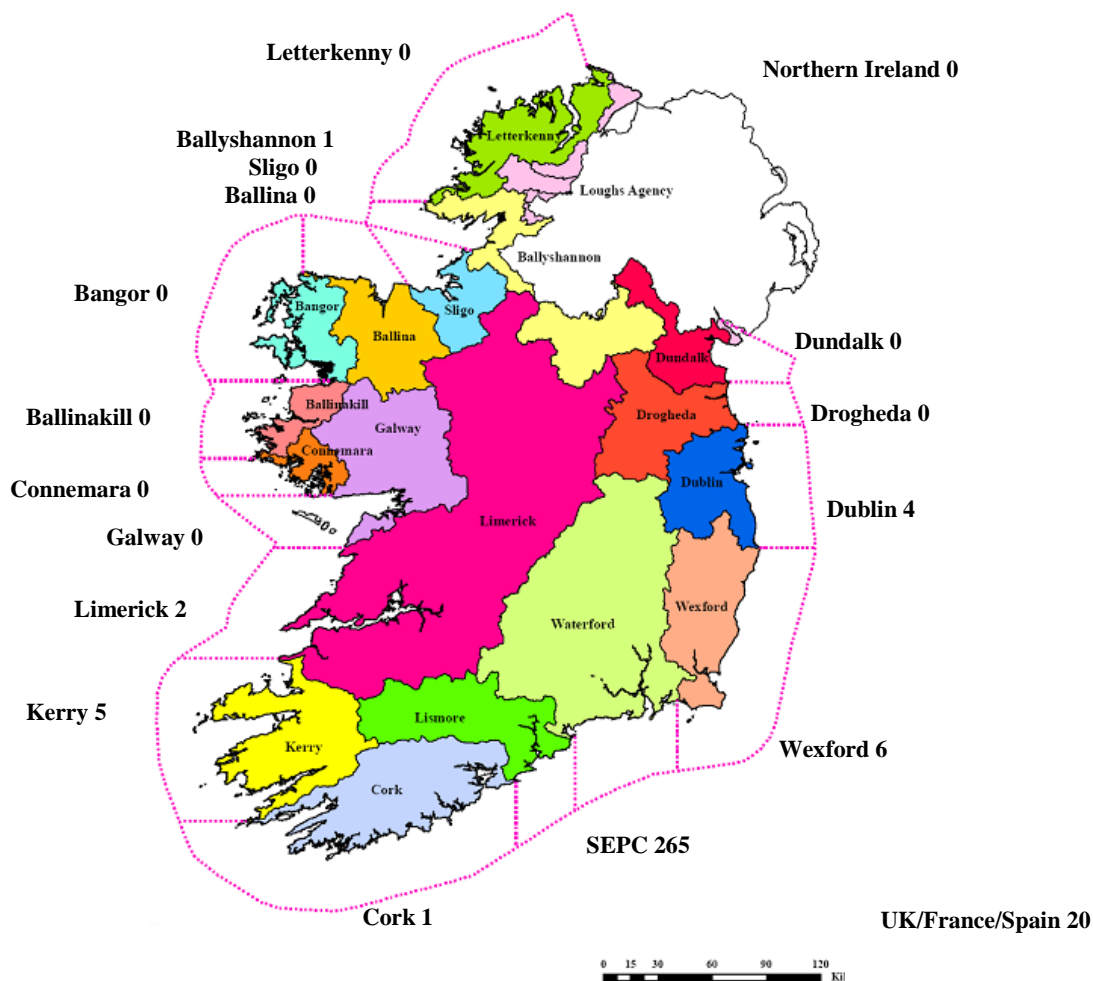 Letterkenny 0
Northern Ireland 0
Letterkenny
Ballyshannon 1
Sligo 0
Ballina 0
Loughs Agency
Ballyshannon
Bangor 0
Bangor
Sligo
Ballina
Dundalk 0
Dundalk
Ballinakill 0
Ballinakill
Drogheda 0
Drogheda
Galway
Connemara
Connemara 0
Dublin
Dublin 4
Galway 0
Limerick
Limerick 2
Wexford
Waterford
Kerry 5
Lismore
Kerry
Wexford 6
Cork
SEPC 265
Cork 1
UK/France/Spain 20
0 15 30 60 90 120
Kil